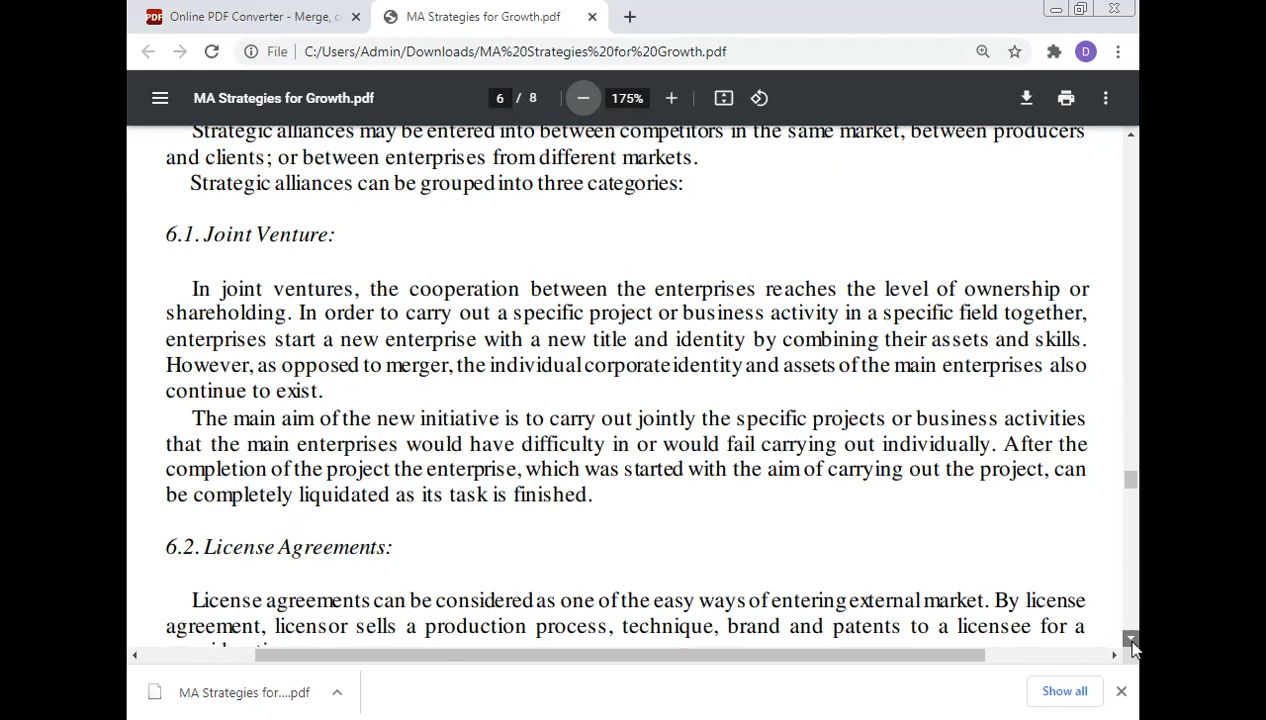 PDF Online PDF Converter - Merge, c
MA Strategies for Growth.pdf
File C:/Users/Admin/Downloads/MA%20Strategies%20for%20Growth.pdf D
MA Strategies for Growth.pdf 6 / 8 175%
Strategic alliances may be entered into between competitors in the same market, between producers
and clients; or between enterprises from different markets.
Strategic alliances can be grouped into three categories:
6.1. Joint Venture:
In joint ventures, the cooperation between the enterprises reaches the level of ownership or
shareholding. In order to carry out a specific project or business activity in a specific field together,
enterprises start a new enterprise with a new title and identity by combining their assets and skills.
However, as opposed to merger, the individual corporate identity and assets of the main enterprises also
continue to exist.
The main aim of the new initiative is to carry out jointly the specific projects or business activities
that the main enterprises would have difficulty in or would fail carrying out individually. After the
completion of the project the enterprise, which was started with the aim of carrying out the project, can
be completely liquidated as its task is finished.
6.2. License Agreements:
License agreements can be considered as one of the easy ways of entering external market. By license
agreement, licensor sells a production process, technique, brand and patents to a licensee for a
MA Strategies for....pdf
Show all